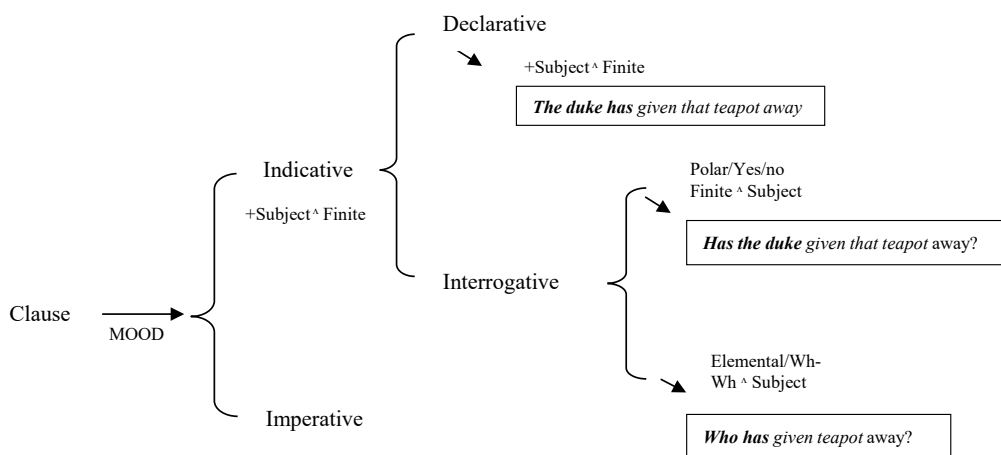 Declarative
+Subject ^ Finite
The duke has given that teapot away
Indicative
+Subject ^ Finite
Polar/Yes/no
Finite ^ Subject
Has the duke given that teapot away?
Interrogative
Clause
MOOD
Elemental/Wh-
Wh ^ Subject
Imperative
Who has given teapot away?